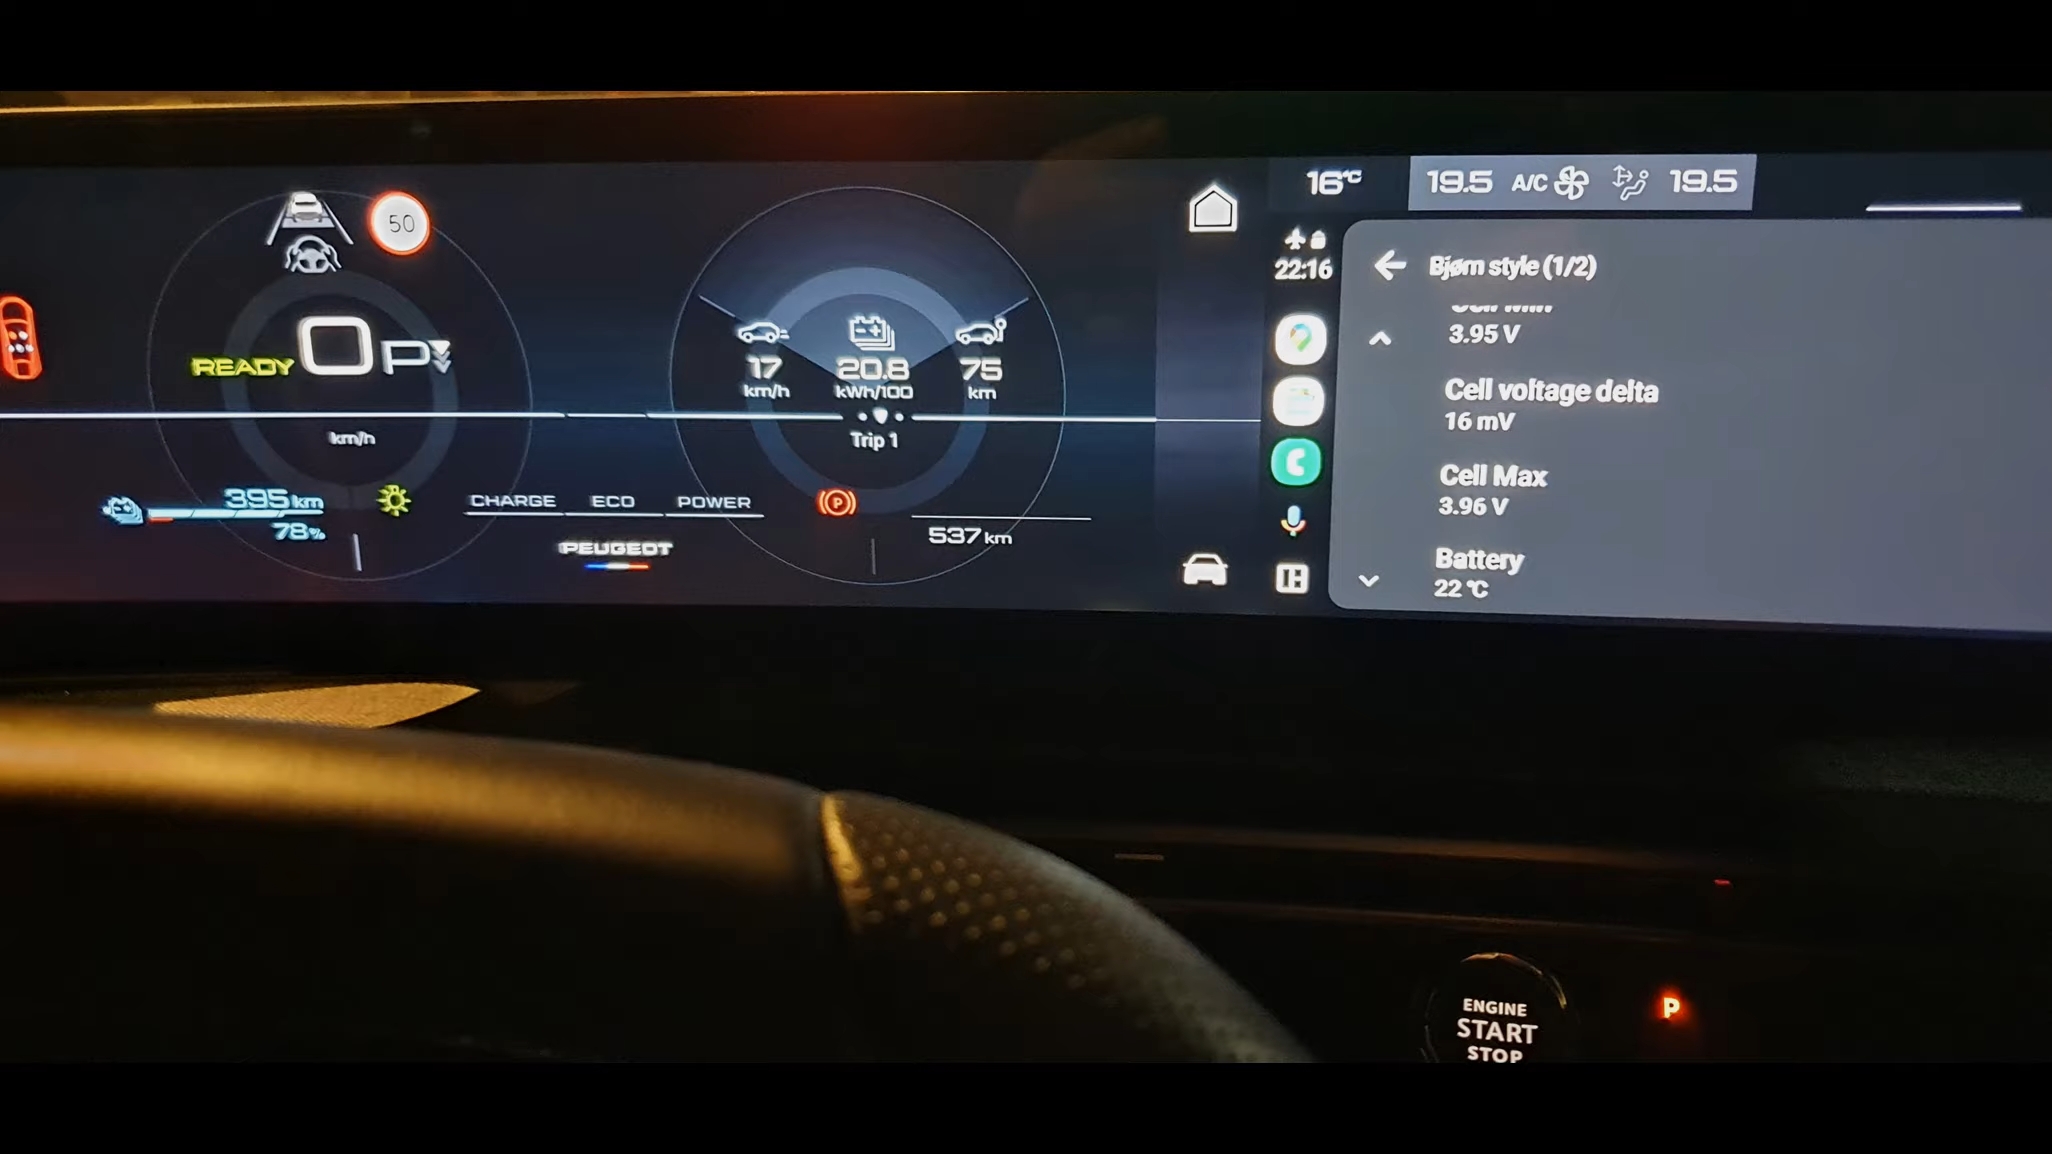 50
READY 0 P
km/h
395 km
78%
CHARGE ECO POWER
PEUGEOT
17
km/h
20.8
kWh/100
75
km
Trip 1
P
537 km
16°C
19.5 A/C 19.5
22:16
Bjørn style (1/2)
Cell Min
3.95 V
Cell voltage delta
16 mV
Cell Max
3.96 V
Battery
22 °C
ENGINE
START
STOP
P